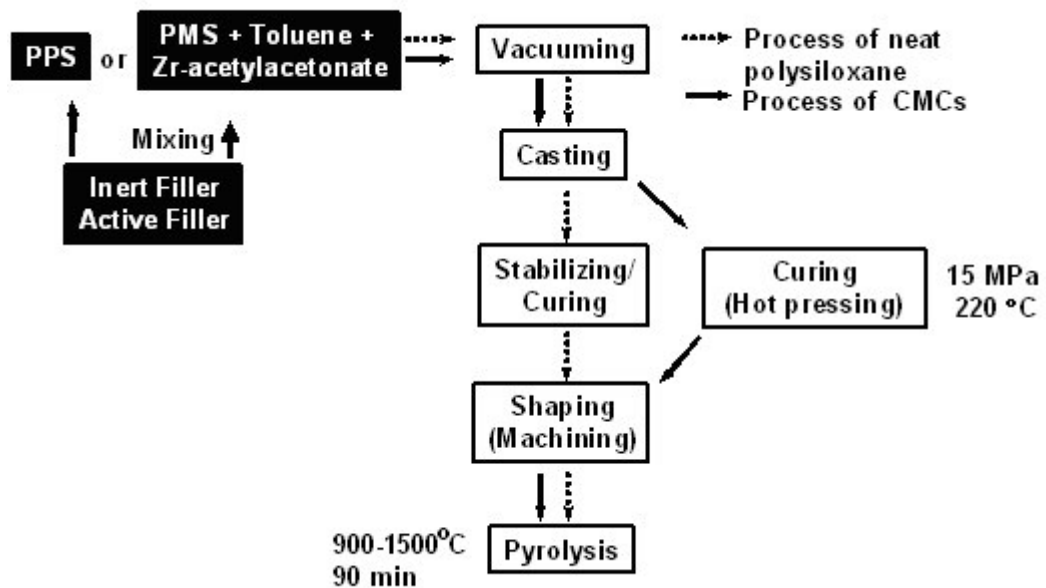 PPS or
PMS + Toluene +
Zr-acetylacetonate
Vacuuming
Process of neat
polysiloxane
Process of CMCs
Mixing
Casting
Inert Filler
Active Filler
Stabilizing/
Curing
Curing
(Hot pressing)
15 MPa
220 °C
Shaping
(Machining)
900-1500°C
90 min
Pyrolysis